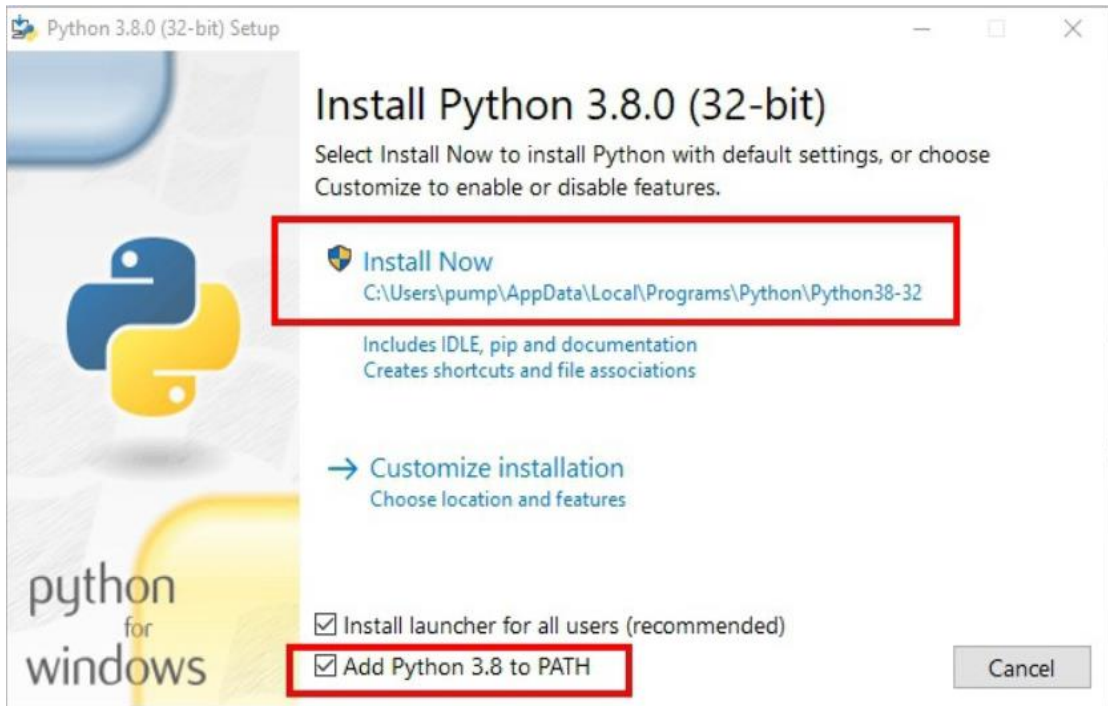 Python 3.8.0 (32-bit) Setup
Install Python 3.8.0 (32-bit)
Select Install Now to install Python with default settings, or choose
Customize to enable or disable features.
Install Now
C:\Users\pump\AppData\Local\Programs\Python\Python38-32
Includes IDLE, pip and documentation
Creates shortcuts and file associations
Customize installation
Choose location and features
python
for
windows
Install launcher for all users (recommended)
Add Python 3.8 to PATH
Cancel